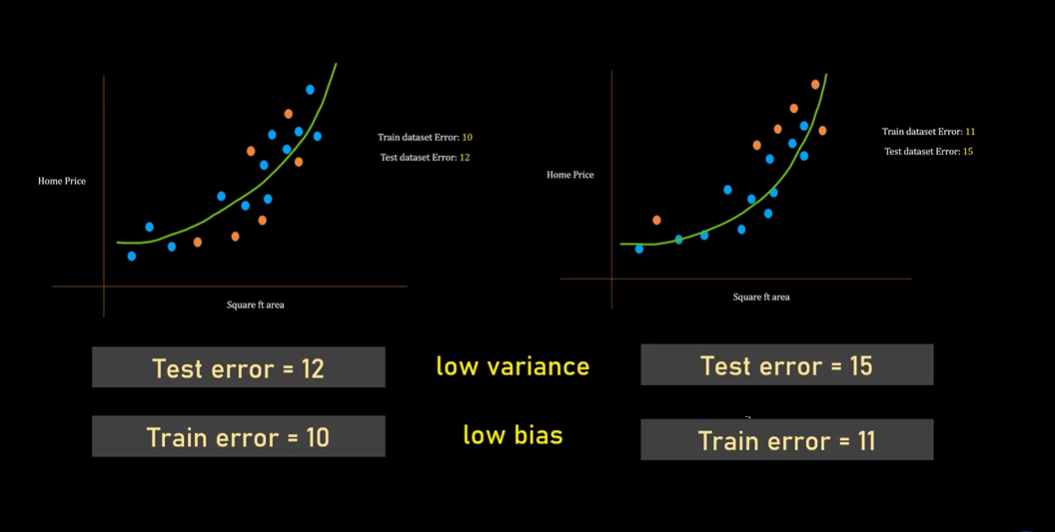 Train dataset Error: 10
Test dataset Error: 12
Home Price
Square ft area
Train dataset Error: 11
Test dataset Error: 15
Home Price
Square ft area
Test error = 12
low variance
Test error = 15
Train error = 10
low bias
Train error = 11